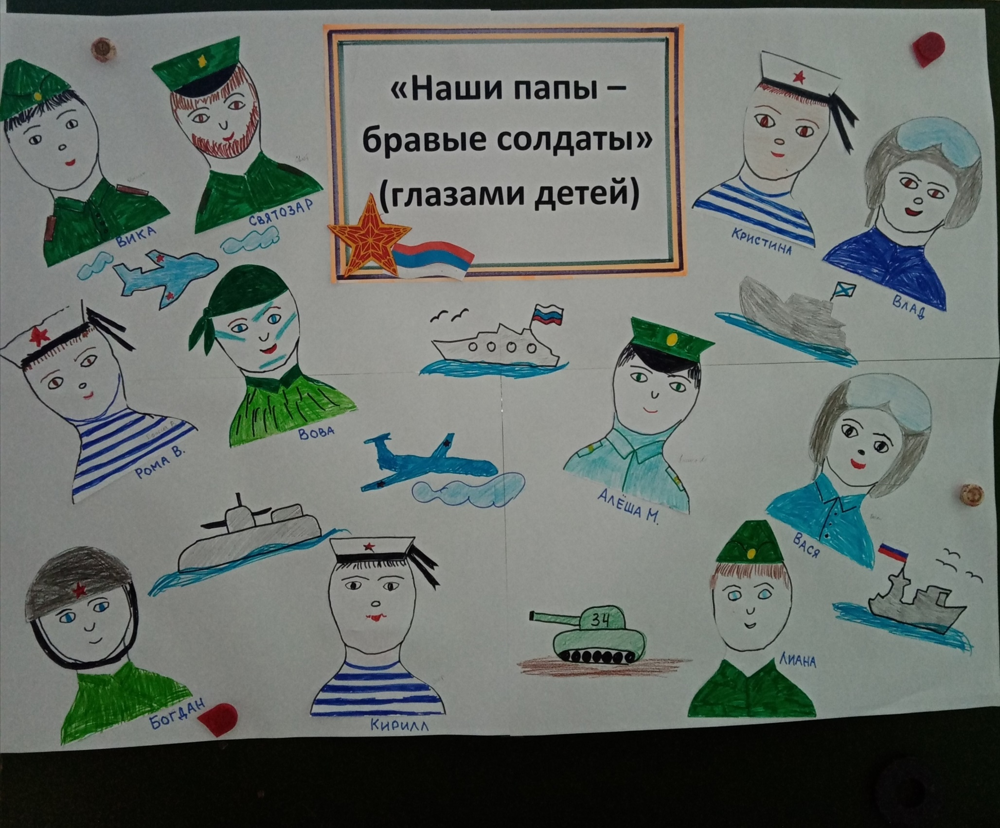 «Наши папы –
бравые солдаты»
(глазами детей)
ВИКА
СВЯТОЗАР
КРИСТИНА
ВЛАД
РОМА В.
ВОВА
АЛЁША М.
ВАСЯ
БОГДАН
КИРИЛЛ
34
ЛИАНА